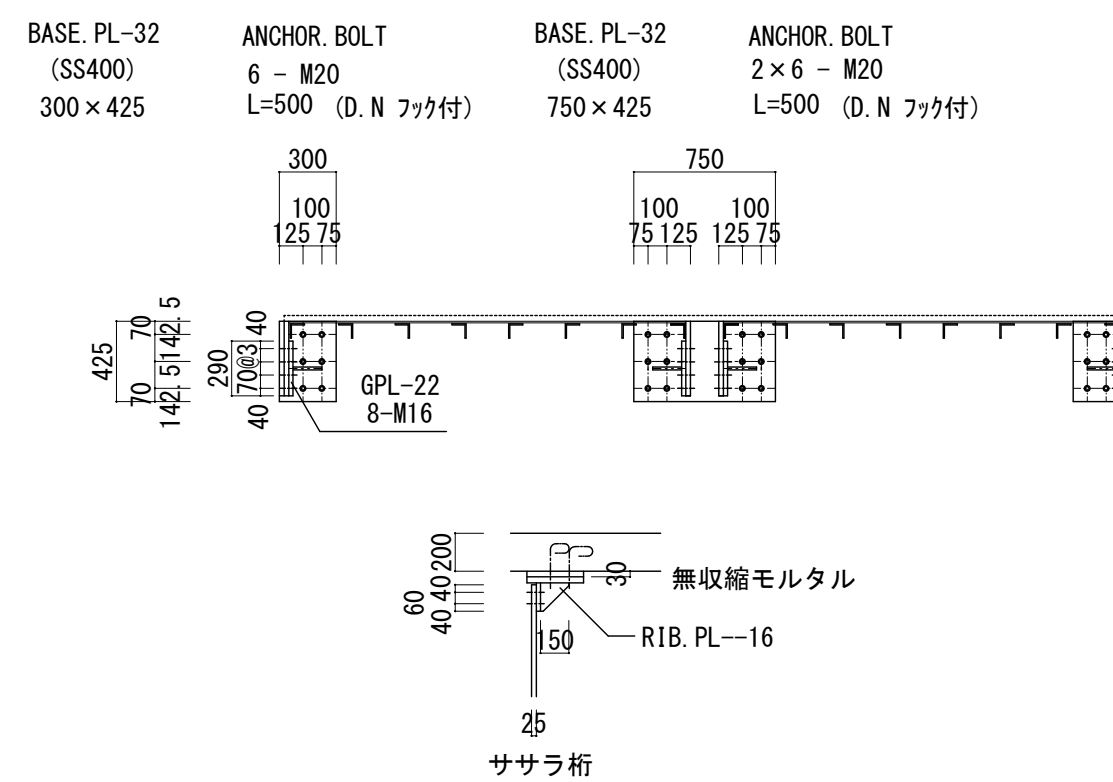 BASE. PL-32
(SS400)
300×425
ANCHOR. BOLT
6 - M20
L=500 (D. N フック付)
BASE. PL-32
(SS400)
750×425
ANCHOR. BOLT
2×6 - M20
L=500 (D. N フック付)
300
100
125 75
750
100 100
75 125 125 75
425
70 142.5 142.5 70
290
40 70@3 40
GPL-22
8-M16
200
60
40 40
30
無収縮モルタル
150
RIB. PL--16
25
ササラ桁